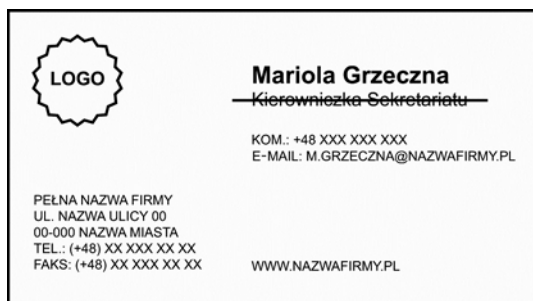 LOGO
Mariola Grzeczna
Kierowniczka Sekretariatu
KOM.: +48 XXX XXX XXX
E-MAIL: M.GRZECZNA@NAZWAFIRMY.PL
PEŁNA NAZWA FIRMY
UL. NAZWA ULICY 00
00-000 NAZWA MIASTA
TEL.: (+48) XX XXX XX XX
FAKS: (+48) XX XXX XX XX
WWW.NAZWAFIRMY.PL